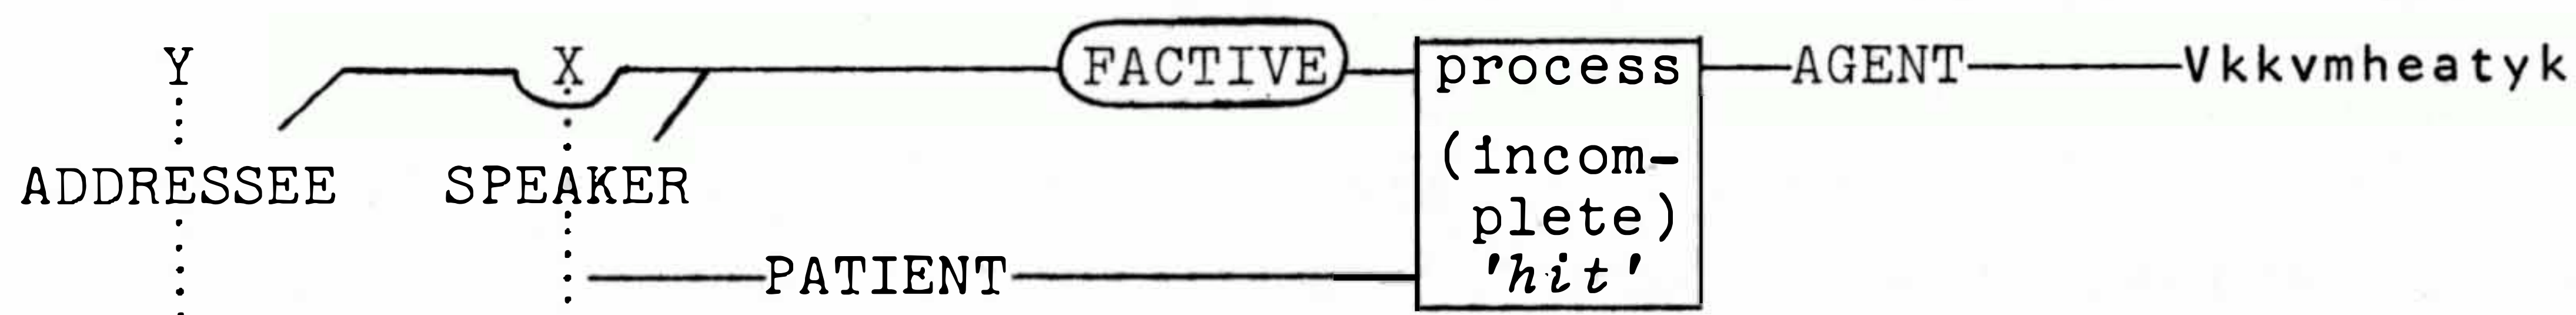 Y X FACTIVE process AGENT Vkkvmheatyk
(incom-
ADDRESSEE SPEAKER
plete)
PATIENT 'hit'